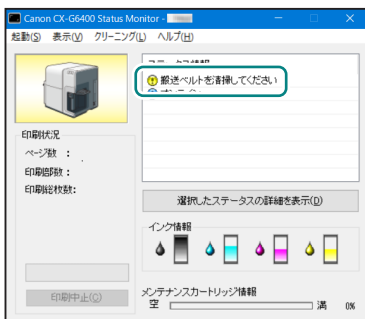 Canon CX-G6400 Status Monitor -
起動(S) 表示(V) クリーニング(L) ヘルプ(H)
搬送ベルトを清掃してください
印刷状況
ページ数 :
印刷部数:
印刷総枚数:
選択したステータスの詳細を表示(D)
インク情報
印刷中止(C)
メンテナンスカートリッジ情報
空 満 0%